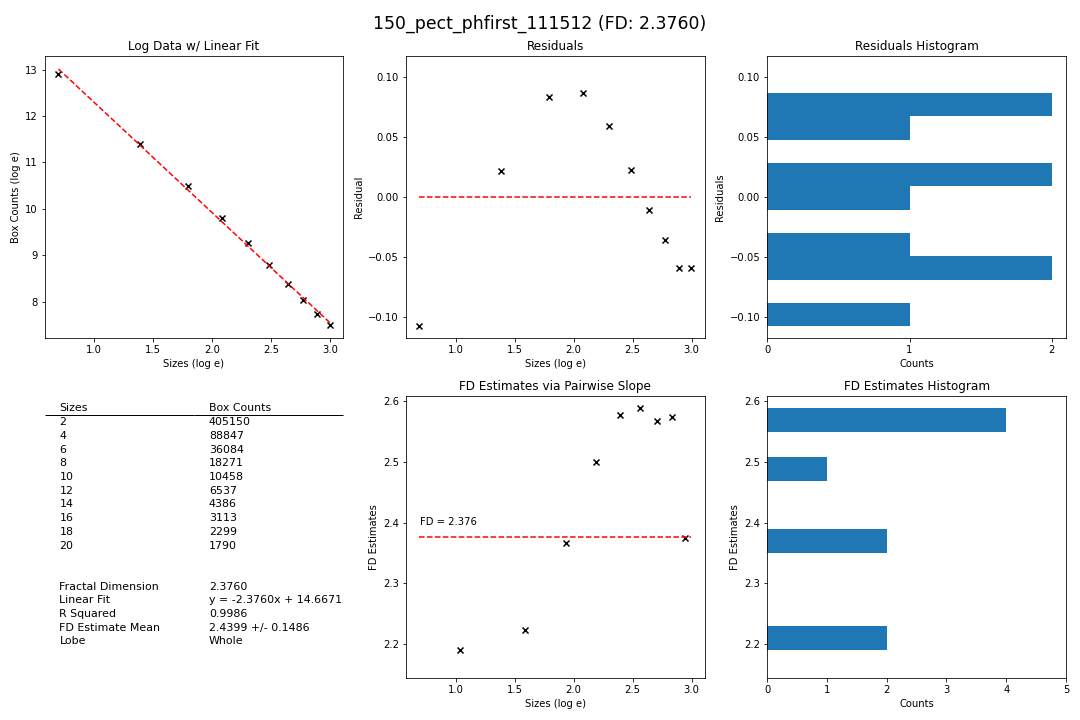 150_pect_phfirst_111512 (FD: 2.3760)
Log Data w/ Linear Fit
Box Counts (log e)
13
12
11
10
9
8
1.0 1.5 2.0 2.5 3.0
Sizes (log e)
Residuals
Residual
0.10
0.05
0.00
−0.05
−0.10
1.0 1.5 2.0 2.5 3.0
Sizes (log e)
Residuals Histogram
Residuals
0.10
0.05
0.00
−0.05
−0.10
0 1 2
Counts
Sizes Box Counts
2 405150
4 88847
6 36084
8 18271
10 10458
12 6537
14 4386
16 3113
18 2299
20 1790
Fractal Dimension 2.3760
Linear Fit y = -2.3760x + 14.6671
R Squared 0.9986
FD Estimate Mean 2.4399 +/- 0.1486
Lobe Whole
FD Estimates via Pairwise Slope
FD Estimates
2.6
2.5
2.4
2.3
2.2
FD = 2.376
1.0 1.5 2.0 2.5 3.0
Sizes (log e)
FD Estimates Histogram
FD Estimates
2.6
2.5
2.4
2.3
2.2
0 1 2 3 4 5
Counts